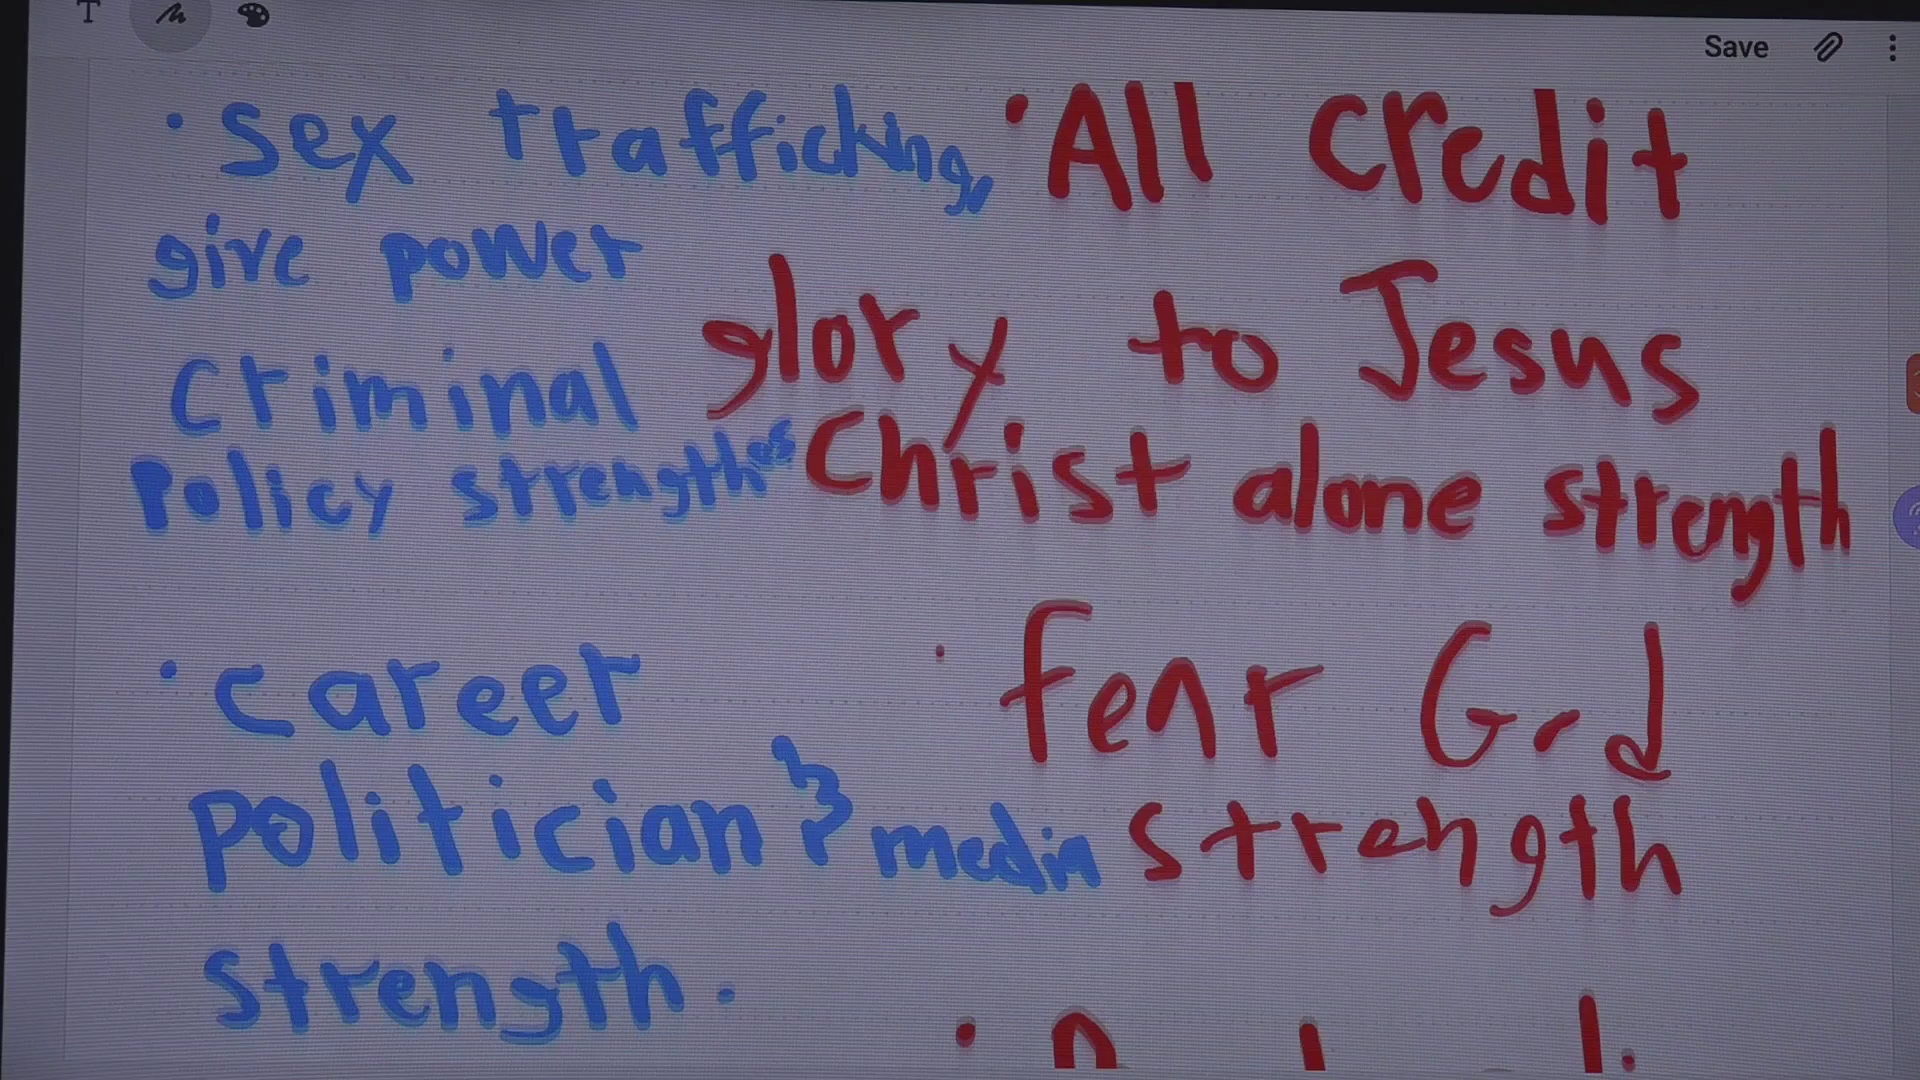 T
Save
• Sex trafficking,
give power
Criminal
Policy strengthes
• career
politician & media
strength.
• All credit
glory to Jesus
Christ alone strength
• Fear God
strength